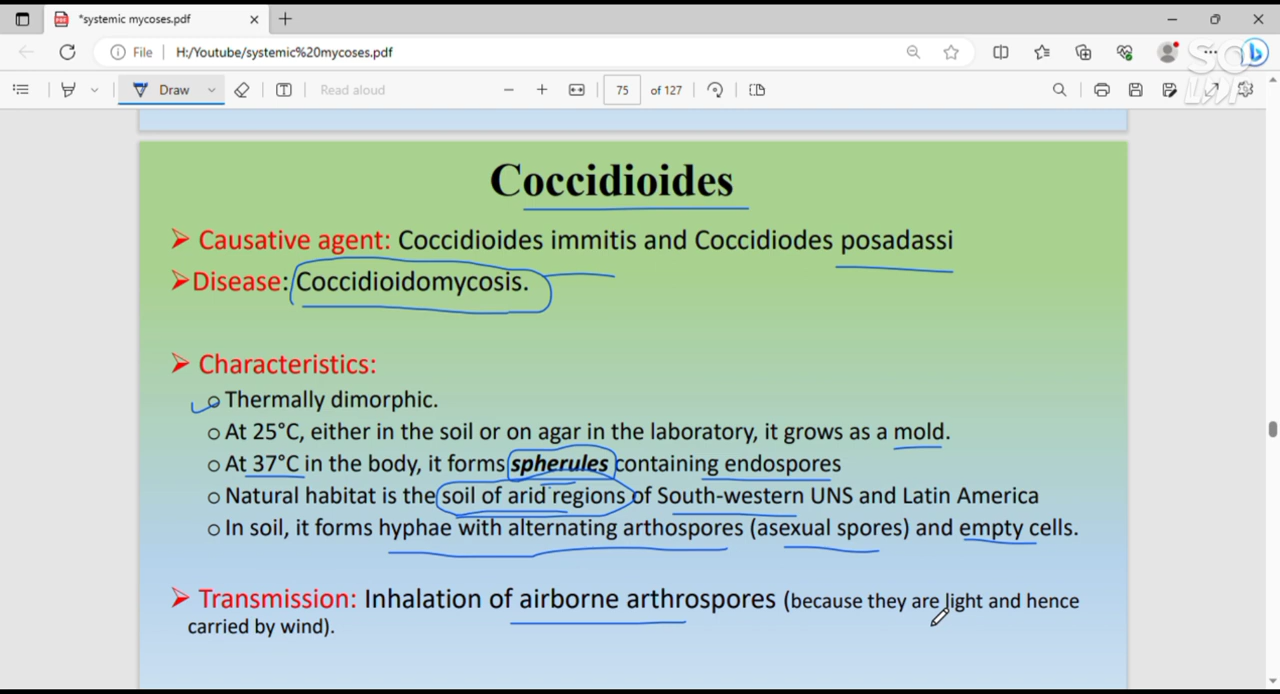 *systemic mycoses.pdf
File | H:/Youtube/systemic%20mycoses.pdf
Draw
Read aloud
75 of 127
Coccidioides
Causative agent: Coccidioides immitis and Coccidiodes posadassi
Disease: Coccidioidomycosis.
Characteristics:
Thermally dimorphic.
At 25°C, either in the soil or on agar in the laboratory, it grows as a mold.
At 37°C in the body, it forms spherules containing endospores
Natural habitat is the soil of arid regions of South-western UNS and Latin America
In soil, it forms hyphae with alternating arthospores (asexual spores) and empty cells.
Transmission: Inhalation of airborne arthrospores (because they are light and hence
carried by wind).